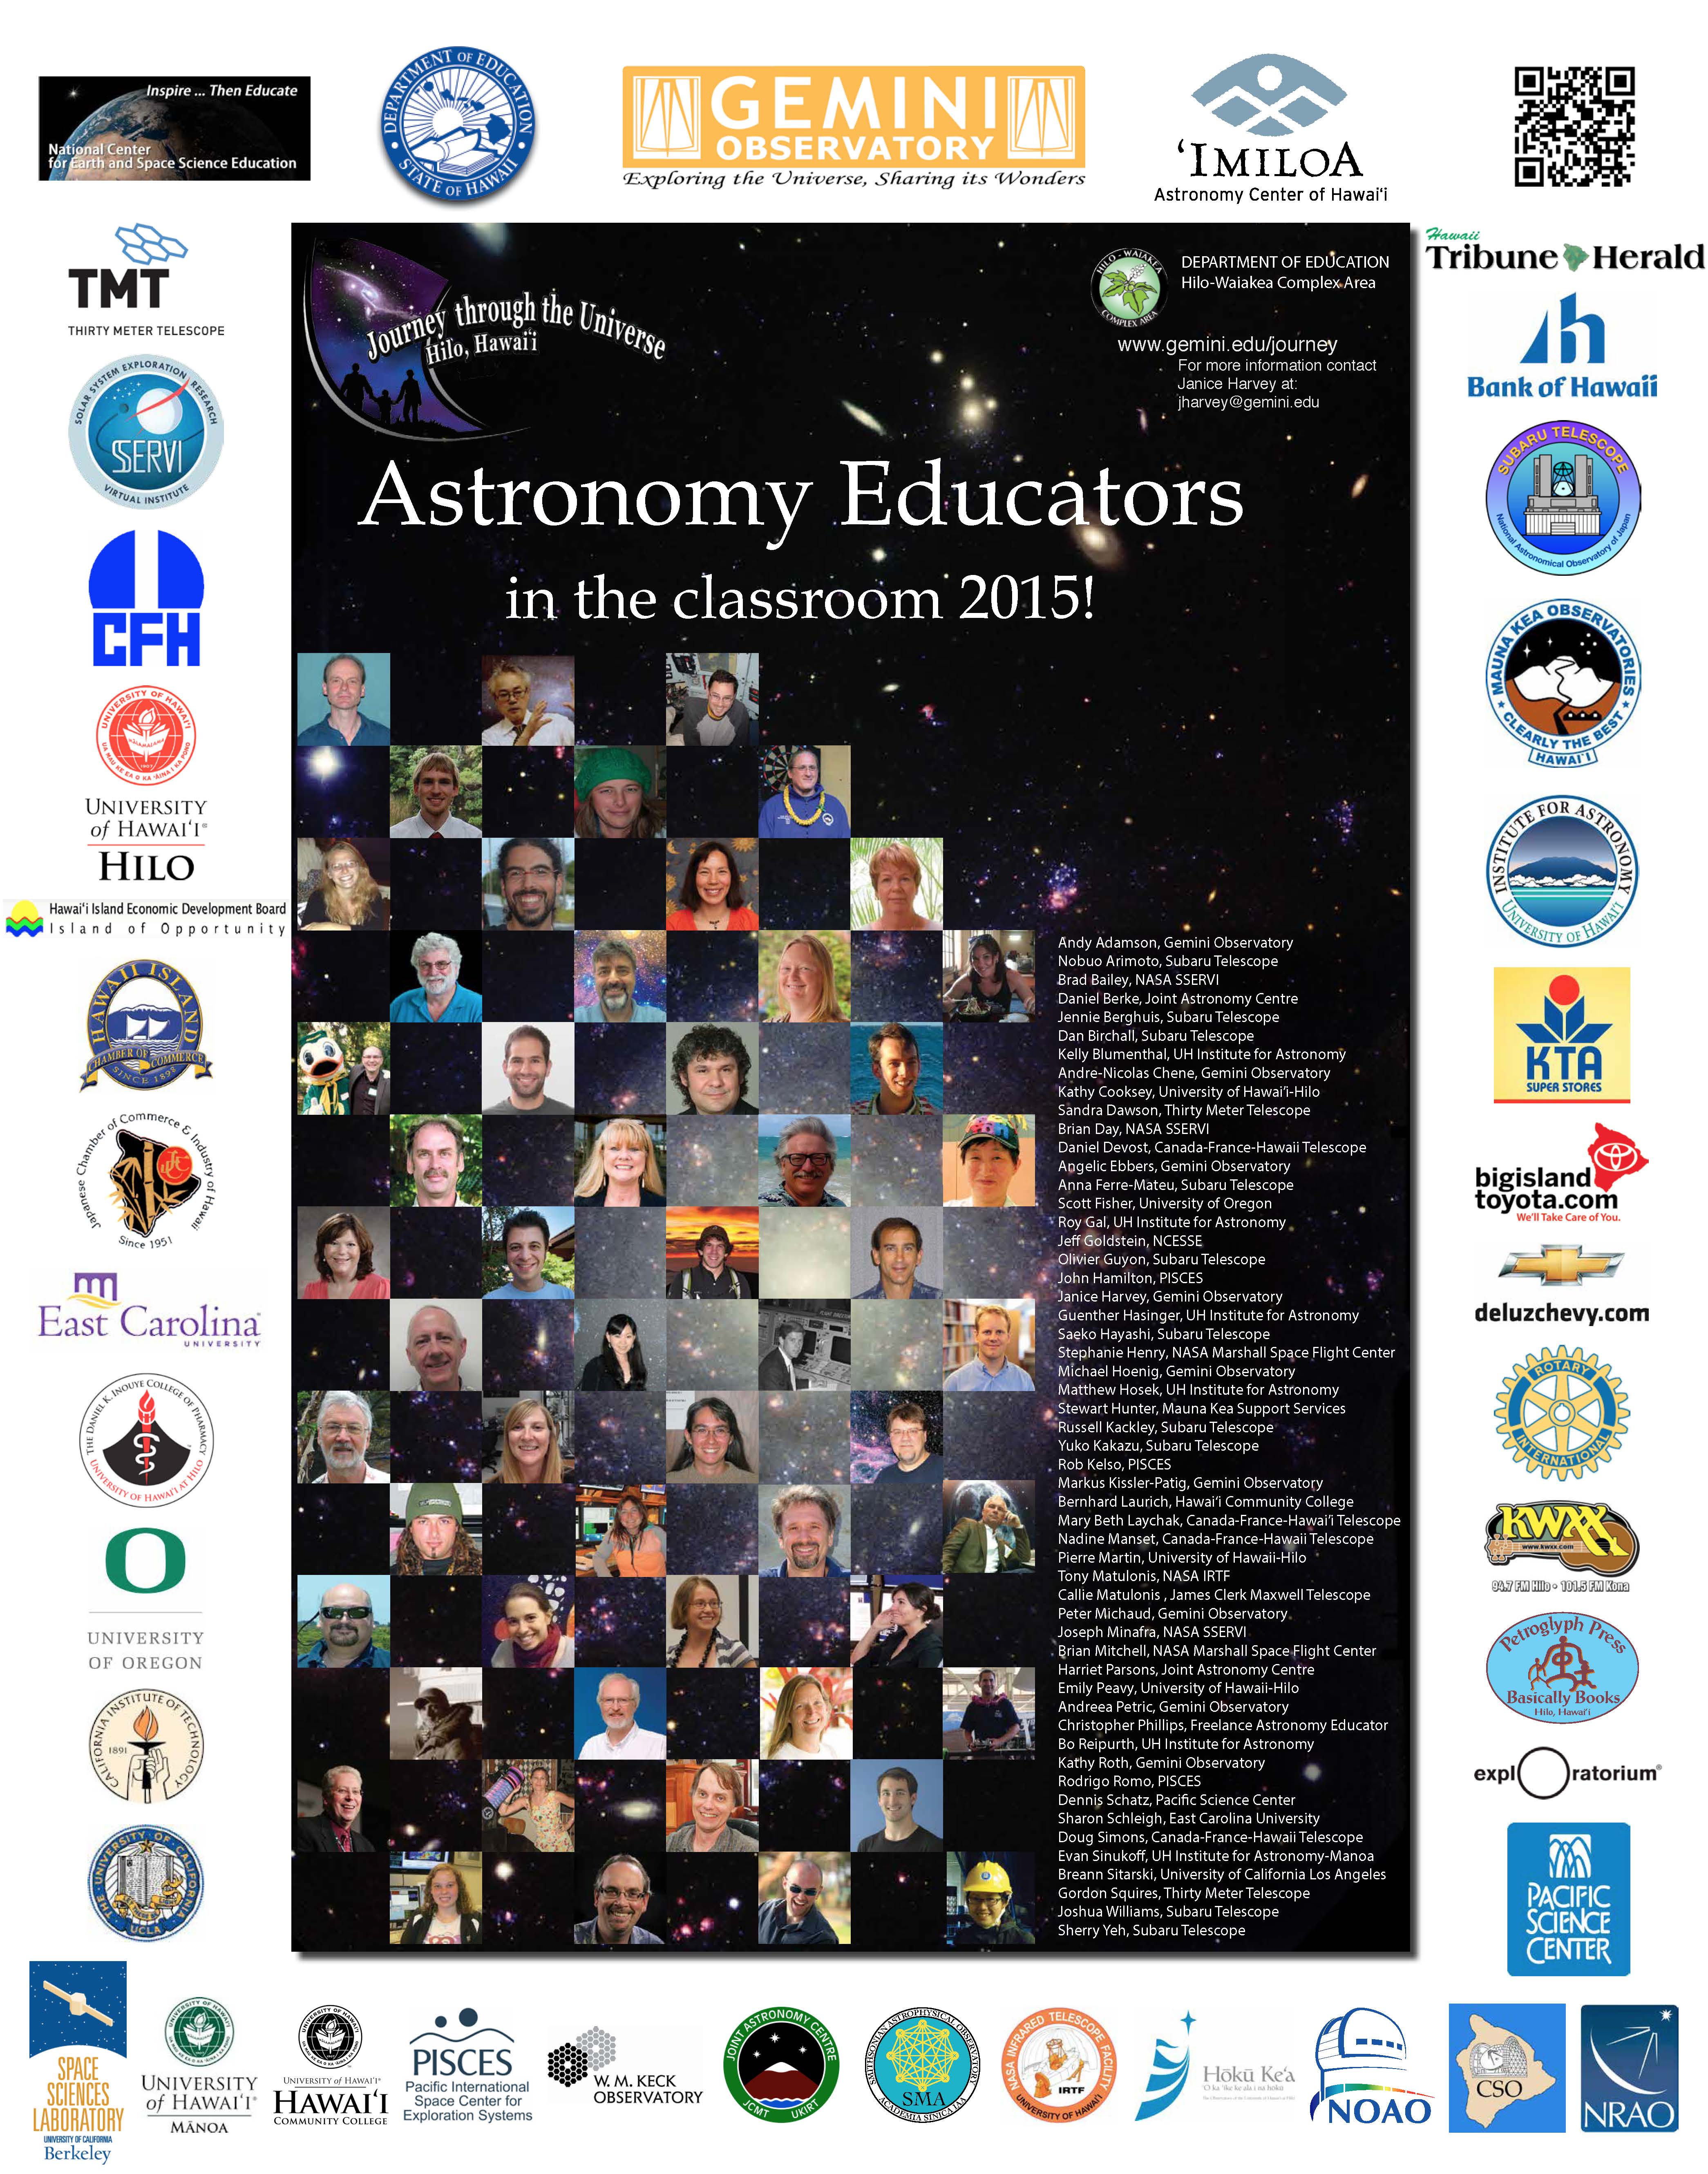 Inspire ... Then Educate
National Center
for Earth and Space Science Education
DEPARTMENT OF EDUCATION
STATE OF HAWAII
GEMINI
OBSERVATORY
Exploring the Universe, Sharing its Wonders
ʻIMILOA
Astronomy Center of Hawaiʻi
TMT
THIRTY METER TELESCOPE
SOLAR SYSTEM EXPLORATION RESEARCH
SSERVI
VIRTUAL INSTITUTE
CFH
UNIVERSITY OF HAWAIʻI
UNIVERSITY
of HAWAIʻI®
HILO
Hawaiʻi Island Economic Development Board
Island of Opportunity
HAWAII ISLAND
CHAMBER OF COMMERCE
SINCE 1898
Japanese Chamber of Commerce & Industry of Hawaii
Since 1951
East Carolina
UNIVERSITY
THE DANIEL K. INOUYE COLLEGE OF PHARMACY
UNIVERSITY OF HAWAIʻI AT HILO
O
UNIVERSITY
OF OREGON
CALIFORNIA INSTITUTE OF TECHNOLOGY
1891
THE UNIVERSITY OF CALIFORNIA
UCLA
Journey through the Universe
Hilo, Hawaiʻi
HILO - WAIAKEA
COMPLEX AREA
DEPARTMENT OF EDUCATION
Hilo-Waiakea Complex Area
www.gemini.edu/journey
For more information contact
Janice Harvey at:
jharvey@gemini.edu
Astronomy Educators
in the classroom 2015!
Andy Adamson, Gemini Observatory
Nobuo Arimoto, Subaru Telescope
Brad Bailey, NASA SSERVI
Daniel Berke, Joint Astronomy Centre
Jennie Berghuis, Subaru Telescope
Dan Birchall, Subaru Telescope
Kelly Blumenthal, UH Institute for Astronomy
Andre-Nicolas Chene, Gemini Observatory
Kathy Cooksey, University of Hawai'i-Hilo
Sandra Dawson, Thirty Meter Telescope
Brian Day, NASA SSERVI
Daniel Devost, Canada-France-Hawaii Telescope
Angelic Ebbers, Gemini Observatory
Anna Ferre-Mateu, Subaru Telescope
Scott Fisher, University of Oregon
Roy Gal, UH Institute for Astronomy
Jeff Goldstein, NCESSE
Olivier Guyon, Subaru Telescope
John Hamilton, PISCES
Janice Harvey, Gemini Observatory
Guenther Hasinger, UH Institute for Astronomy
Saeko Hayashi, Subaru Telescope
Stephanie Henry, NASA Marshall Space Flight Center
Michael Hoenig, Gemini Observatory
Matthew Hosek, UH Institute for Astronomy
Stewart Hunter, Mauna Kea Support Services
Russell Kackley, Subaru Telescope
Yuko Kakazu, Subaru Telescope
Rob Kelso, PISCES
Markus Kissler-Patig, Gemini Observatory
Bernhard Laurich, Hawai'i Community College
Mary Beth Laychak, Canada-France-Hawai'i Telescope
Nadine Manset, Canada-France-Hawaii Telescope
Pierre Martin, University of Hawaii-Hilo
Tony Matulonis, NASA IRTF
Callie Matulonis , James Clerk Maxwell Telescope
Peter Michaud, Gemini Observatory
Joseph Minafra, NASA SSERVI
Brian Mitchell, NASA Marshall Space Flight Center
Harriet Parsons, Joint Astronomy Centre
Emily Peavy, University of Hawaii-Hilo
Andreea Petric, Gemini Observatory
Christopher Phillips, Freelance Astronomy Educator
Bo Reipurth, UH Institute for Astronomy
Kathy Roth, Gemini Observatory
Rodrigo Romo, PISCES
Dennis Schatz, Pacific Science Center
Sharon Schleigh, East Carolina University
Doug Simons, Canada-France-Hawaii Telescope
Evan Sinukoff, UH Institute for Astronomy-Manoa
Breann Sitarski, University of California Los Angeles
Gordon Squires, Thirty Meter Telescope
Joshua Williams, Subaru Telescope
Sherry Yeh, Subaru Telescope
Hawaii
Tribune Herald
Bank of Hawaii
SUBARU TELESCOPE
National Astronomical Observatory of Japan
MAUNA KEA OBSERVATORIES
CLEARLY THE BEST
HAWAIʻI
INSTITUTE FOR ASTRONOMY
UNIVERSITY OF HAWAIʻI
KTA
SUPER STORES
bigisland
toyota.com
We'll Take Care of You.
deluzchevy.com
ROTARY
INTERNATIONAL
KWXX
www.kwxx.com
94.7 FM Hilo • 101.5 FM Kona
Petroglyph Press
Basically Books
Hilo, Hawaiʻi
explOratorium®
PACIFIC
SCIENCE
CENTER
SPACE
SCIENCES
LABORATORY
UNIVERSITY OF CALIFORNIA
Berkeley
UNIVERSITY
of HAWAIʻI®
MĀNOA
UNIVERSITY of HAWAIʻI®
HAWAIʻI
COMMUNITY COLLEGE
PISCES
Pacific International
Space Center for
Exploration Systems
W. M. KECK
OBSERVATORY
JOINT ASTRONOMY CENTRE
JCMT UKIRT
SMITHSONIAN ASTROPHYSICAL OBSERVATORY
SMA
ACADEMIA SINICA IAA
NASA INFRARED TELESCOPE FACILITY
IRTF
UNIVERSITY OF HAWAIʻI
Hōkū Keʻa
NOAO
CSO
NRAO